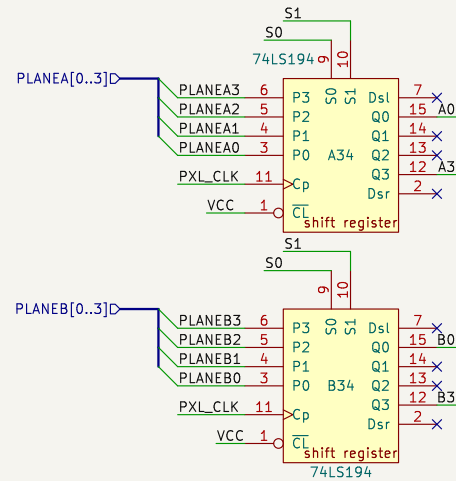 S1
S0
74LS194
9
10
PLANEA[0..3]
PLANEA3 6 P3 S0 S1 Dsl 7
PLANEA2 5 P2 Q0 15 A0
PLANEA1 4 P1 Q1 14
PLANEA0 3 P0 A34 Q2 13
Q3 12 A3
PXL_CLK 11 Cp Dsr 2
VCC 1 CL
shift register
S1
S0
9
10
PLANEB[0..3]
PLANEB3 6 P3 S0 S1 Dsl 7
PLANEB2 5 P2 Q0 15 B0
PLANEB1 4 P1 Q1 14
PLANEB0 3 P0 B34 Q2 13
Q3 12 B3
PXL_CLK 11 Cp Dsr 2
VCC 1 CL
shift register
74LS194